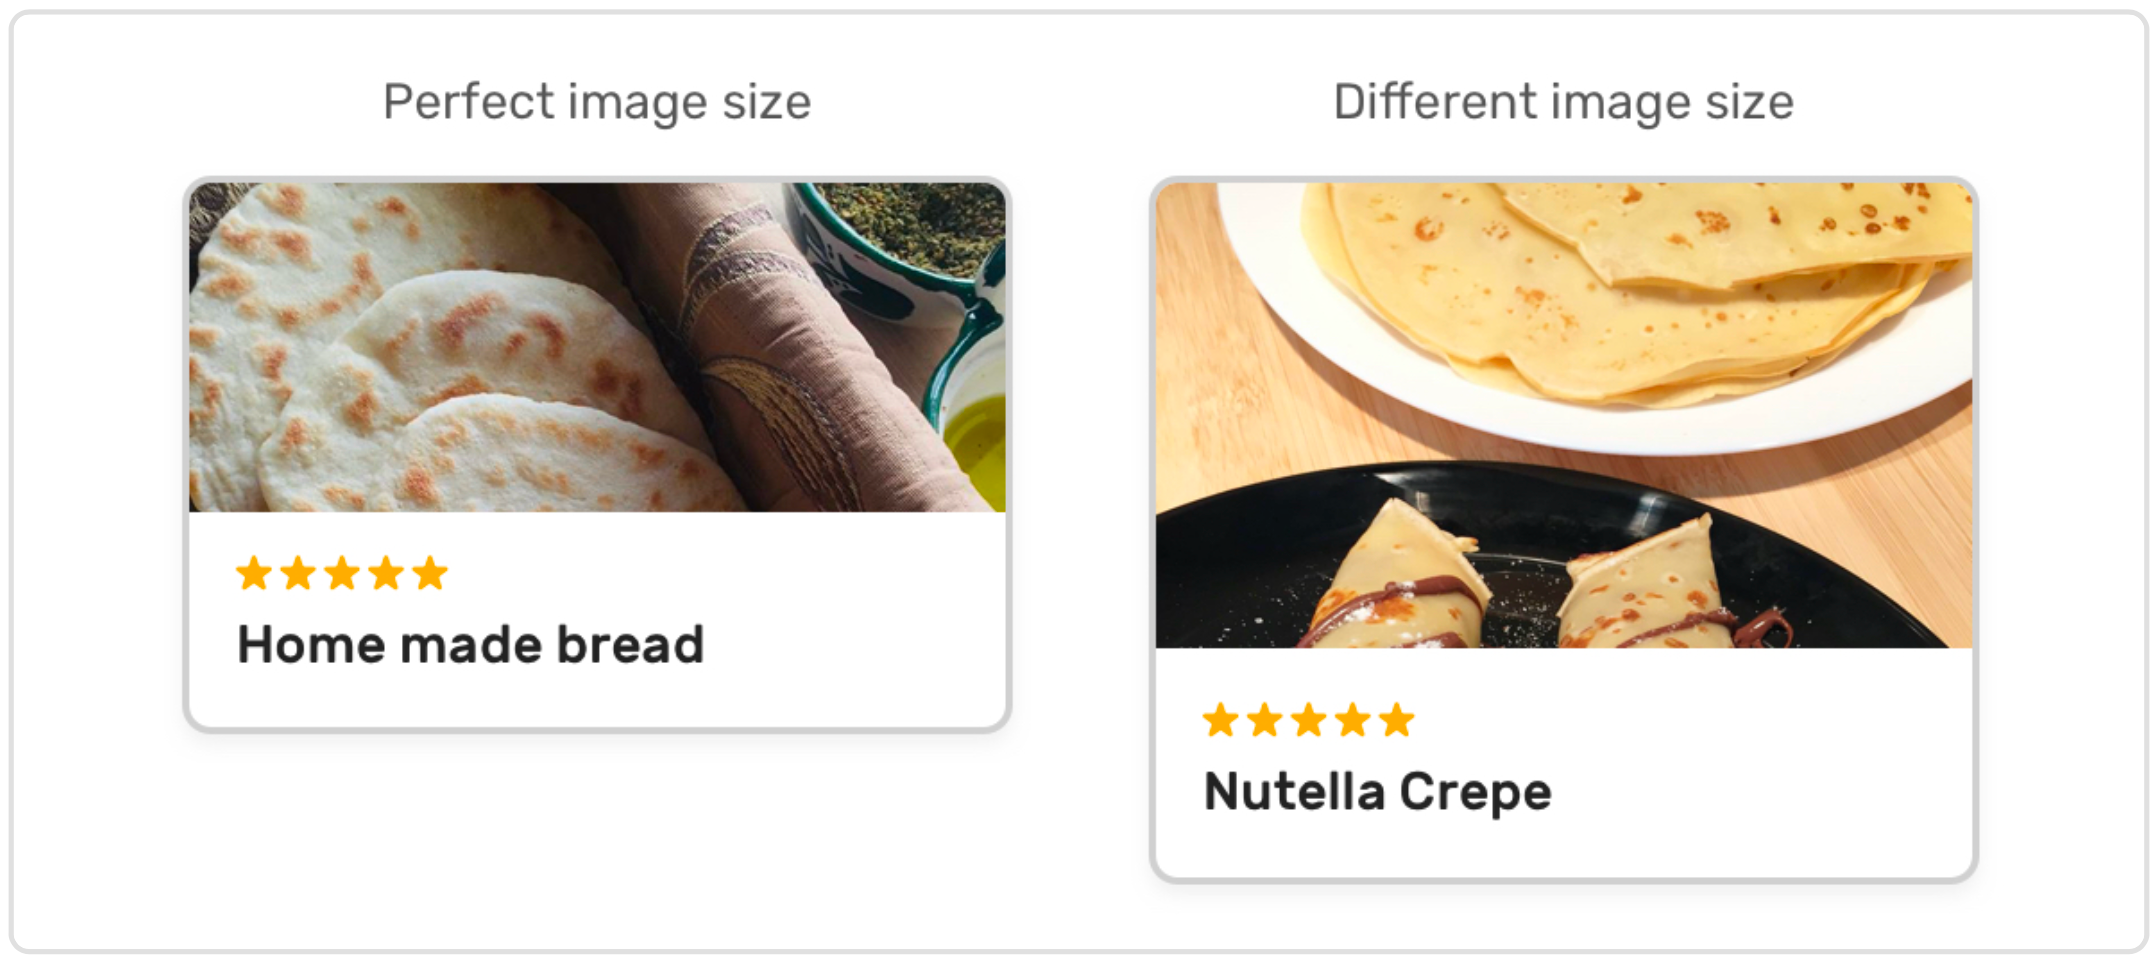 Perfect image size
Different image size
Home made bread
Nutella Crepe